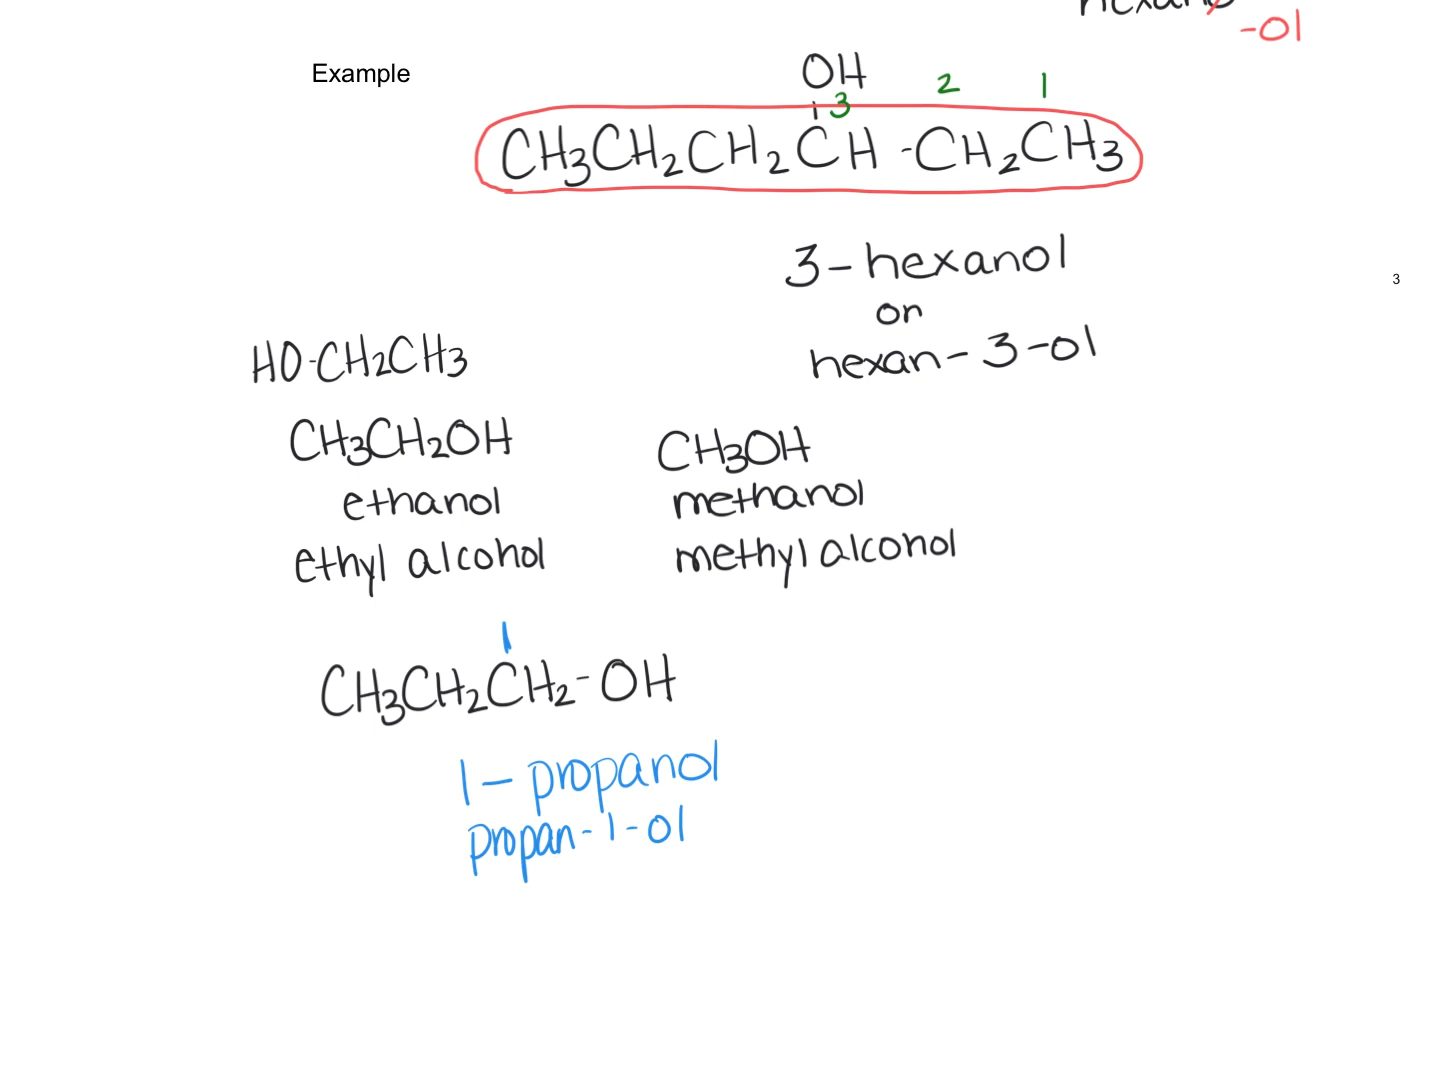 -ol
Example
OH
3 2 1
CH3CH2CH2CH-CH2CH3
3-hexanol
3
or
hexan-3-ol
HO-CH2CH3
CH3CH2OH
ethanol
ethyl alcohol
CH3OH
methanol
methyl alconol
1
CH3CH2CH2-OH
1-propanol
propan-1-ol